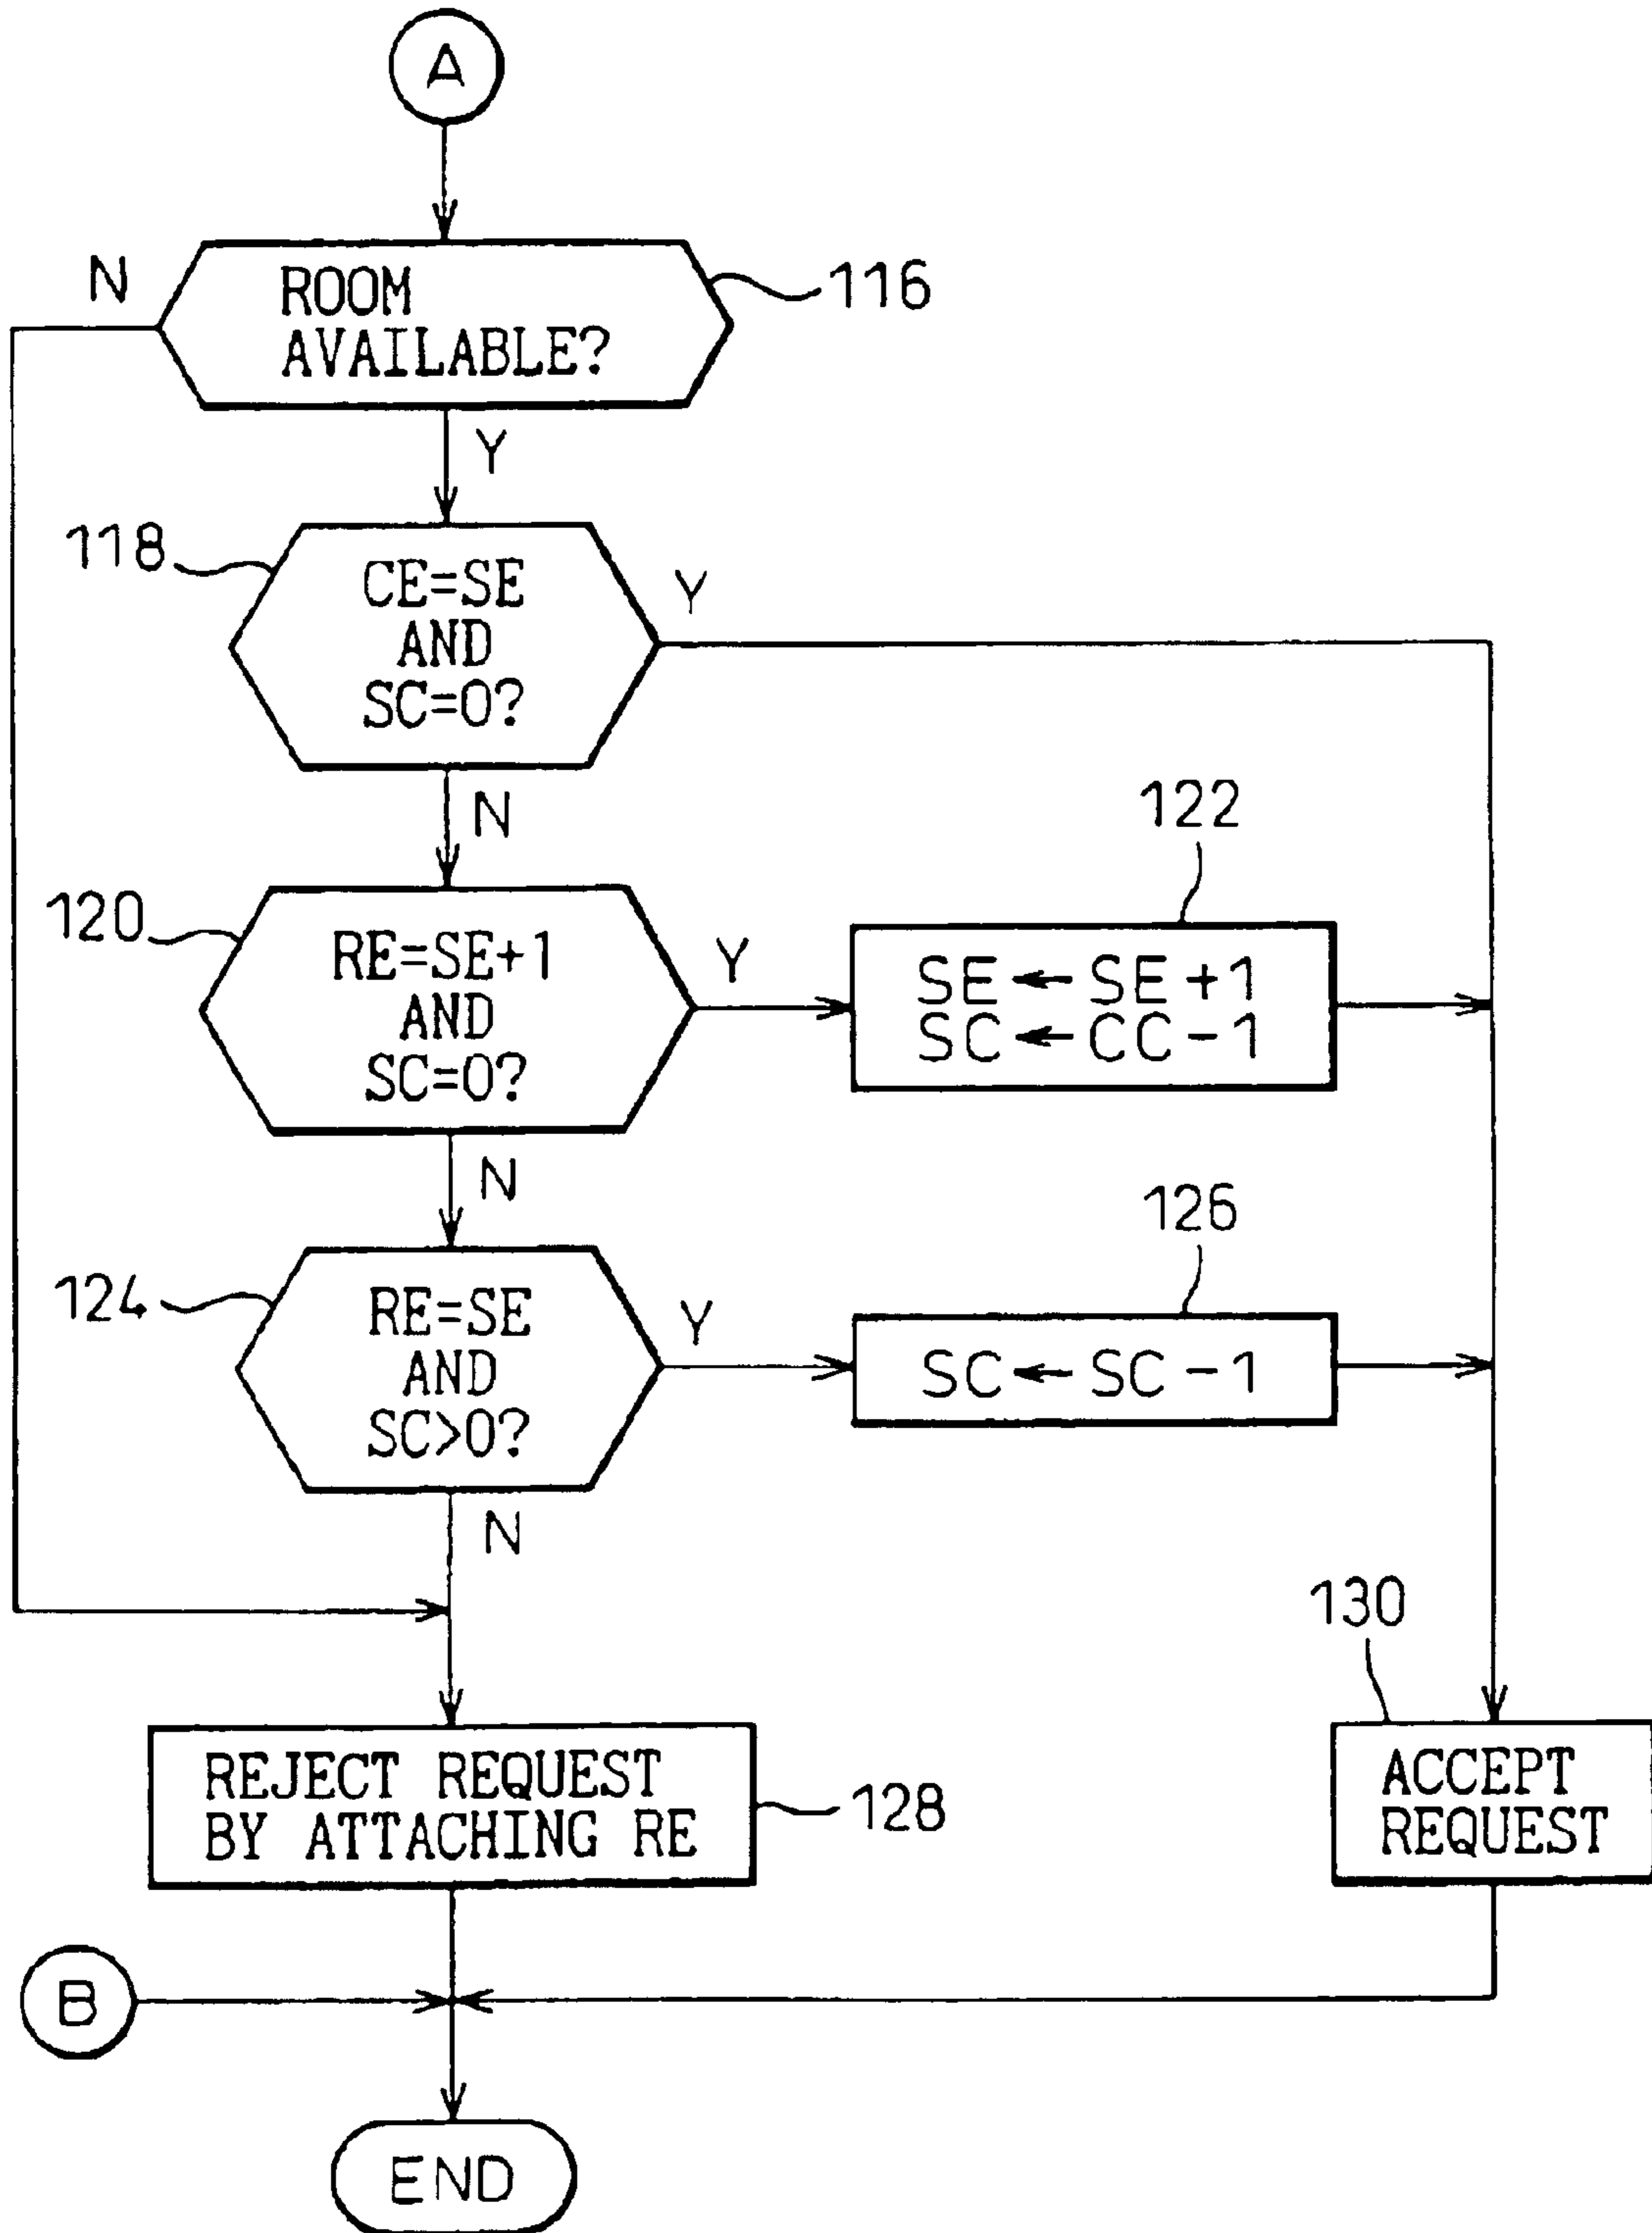 A
N
ROOM
AVAILABLE?
116
Y
118
CE=SE
AND
SC=0?
Y
N
122
120
RE=SE+1
AND
SC=0?
Y
SE ← SE+1
SC ← CC-1
N
126
124
RE=SE
AND
SC>0?
Y
SC ← SC-1
N
130
REJECT REQUEST
BY ATTACHING RE
128
ACCEPT
REQUEST
B
END